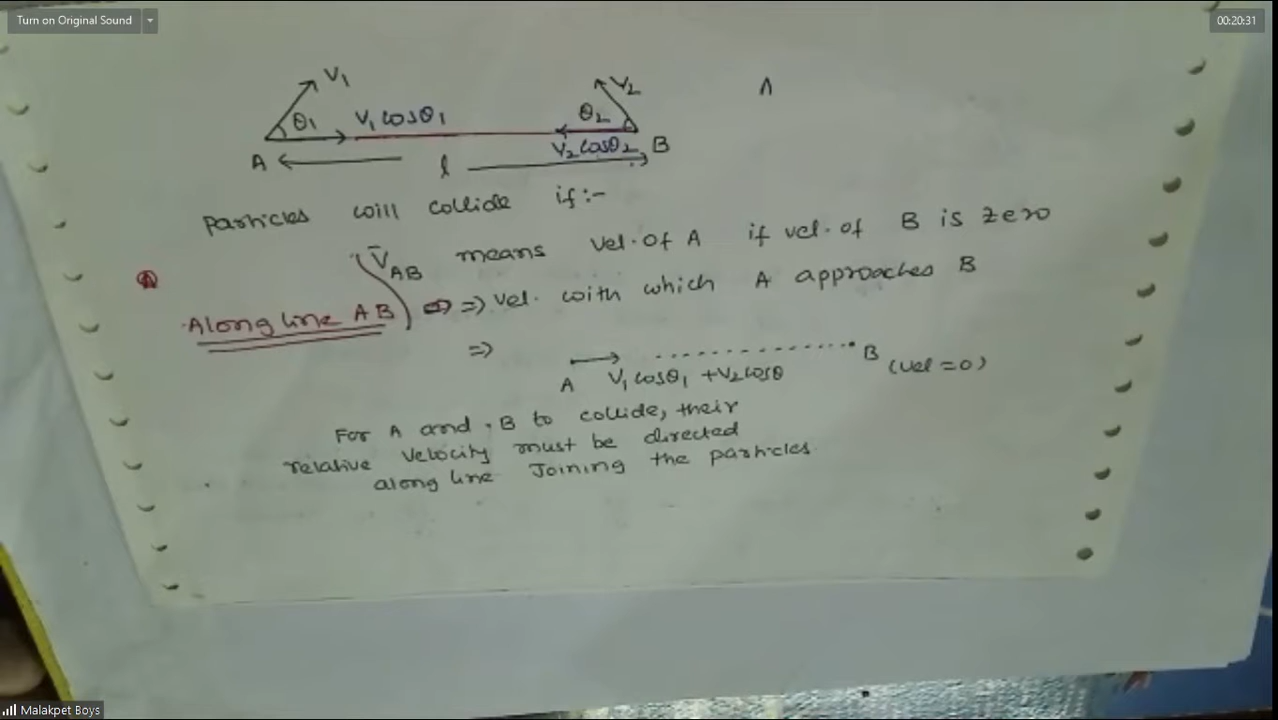 Turn on Original Sound
00:20:31
V1
V2
θ1
V1 cosθ1
θ2
A
l
V2 cosθ2
B
Particles will collide if:-
V̄AB means vel. of A if vel. of B is zero
Along line AB
=> vel. with which A approaches B
=>
A
V1 cosθ1 + V2 cosθ
B
(vel = 0)
For A and B to collide, their
relative velocity must be directed
along line Joining the particles
Malakpet Boys